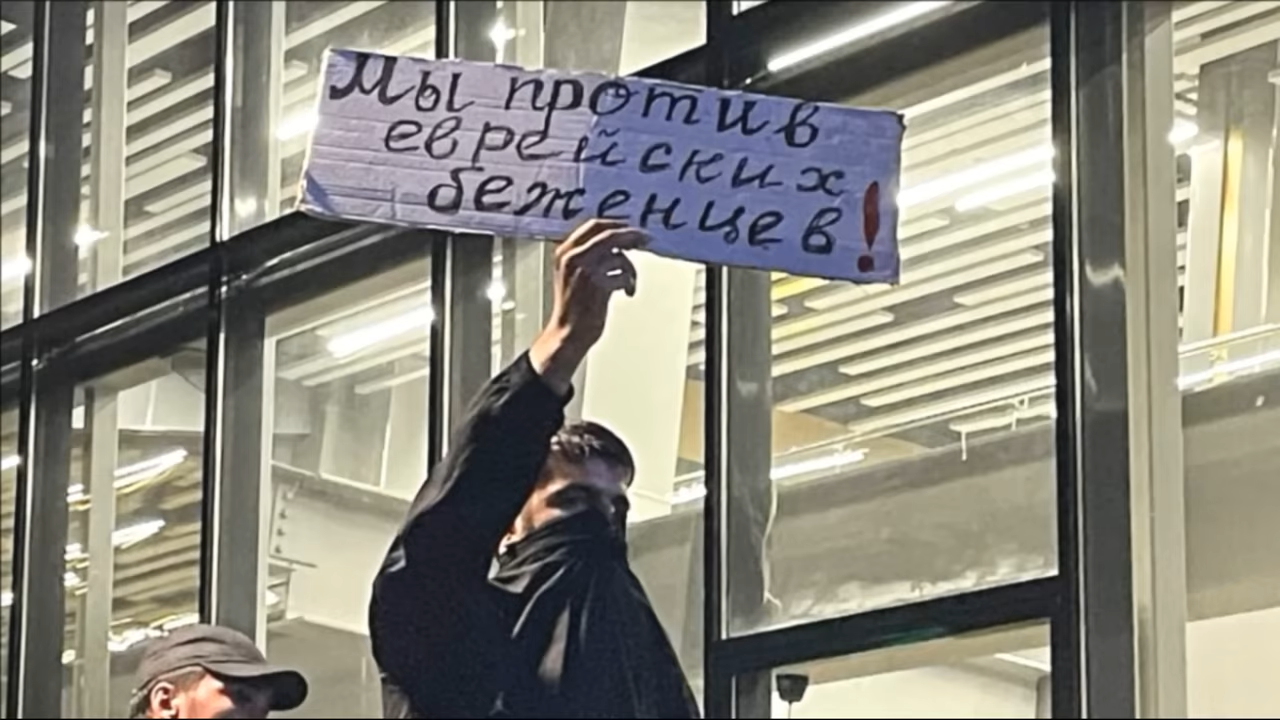 Мы против
еврейских
беженцев!